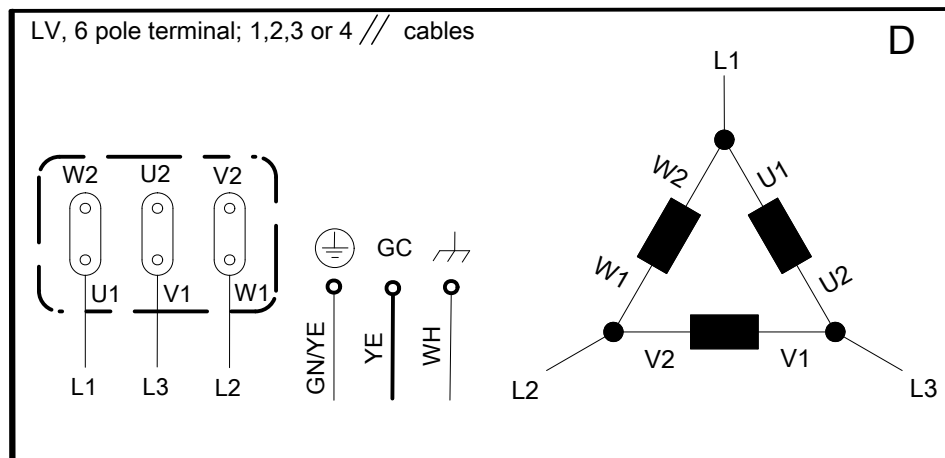 LV, 6 pole terminal; 1,2,3 or 4 // cables
D
L1
W2 U2 V2
W2 U1
GC
W1 U2
U1 V1 W1
GN/YE YE WH
V2 V1
L1 L3 L2
L2 L3